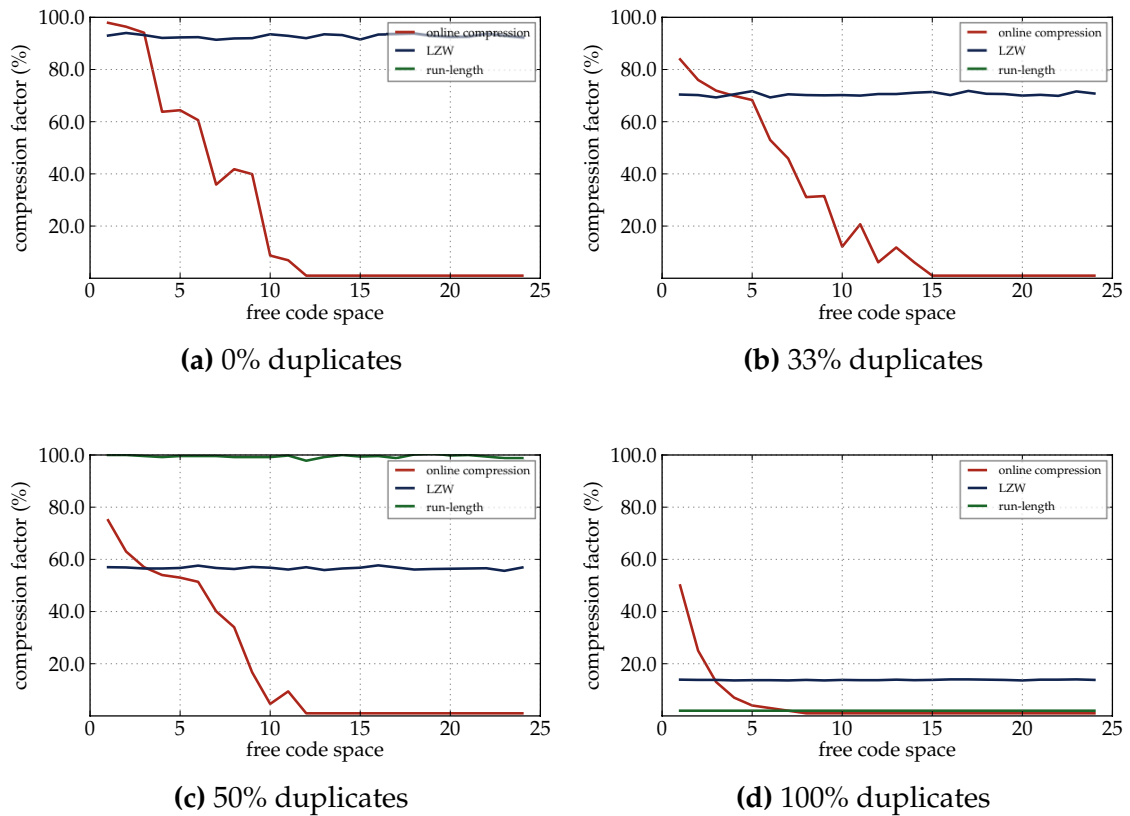 compression factor (%)
100.0
80.0
60.0
40.0
20.0
0 5 10 15 20 25
free code space
online compression
LZW
run-length
(a) 0% duplicates
compression factor (%)
100.0
80.0
60.0
40.0
20.0
0 5 10 15 20 25
free code space
online compression
LZW
run-length
(b) 33% duplicates
compression factor (%)
100.0
80.0
60.0
40.0
20.0
0 5 10 15 20 25
free code space
online compression
LZW
run-length
(c) 50% duplicates
compression factor (%)
100.0
80.0
60.0
40.0
20.0
0 5 10 15 20 25
free code space
online compression
LZW
run-length
(d) 100% duplicates